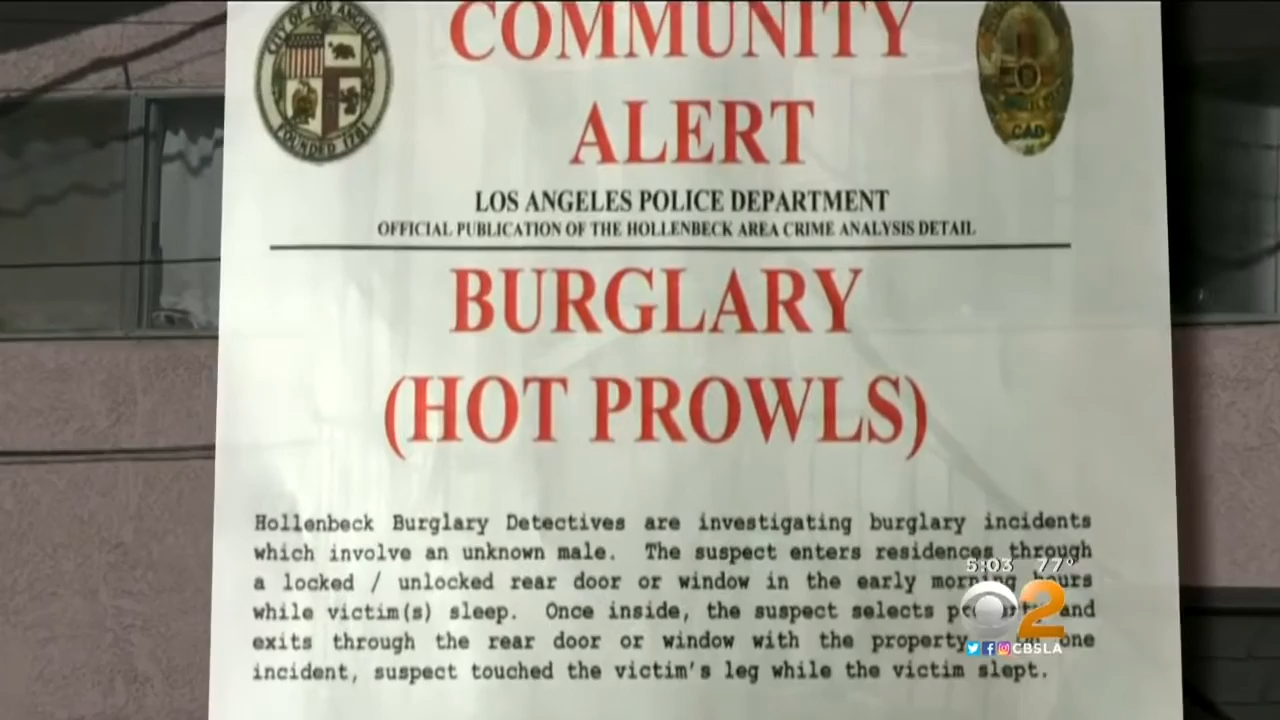 COMMUNITY
CITY OF LOS ANGELES
FOUNDED 1781
ALERT
LOS ANGELES POLICE DEPARTMENT
OFFICIAL PUBLICATION OF THE HOLLENBECK AREA CRIME ANALYSIS DETAIL
BURGLARY
(HOT PROWLS)
Hollenbeck Burglary Detectives are investigating burglary incidents
which involve an unknown male. The suspect enters residences through
a locked / unlocked rear door or window in the early morning hours
while victim(s) sleep. Once inside, the suspect selects property and
exits through the rear door or window with the property. one
incident, suspect touched the victim's leg while the victim slept.
5:03 77°
2
CBSLA